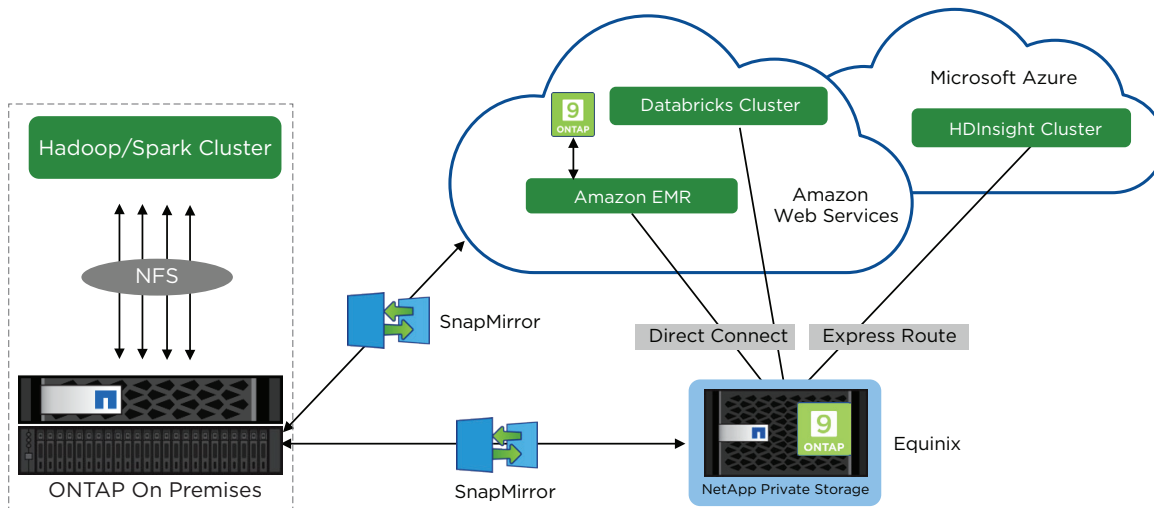 Hadoop/Spark Cluster
NFS
ONTAP On Premises
SnapMirror
SnapMirror
9
ONTAP
Databricks Cluster
Amazon EMR
Amazon
Web Services
Microsoft Azure
HDInsight Cluster
Direct Connect
Express Route
9
ONTAP
NetApp Private Storage
Equinix